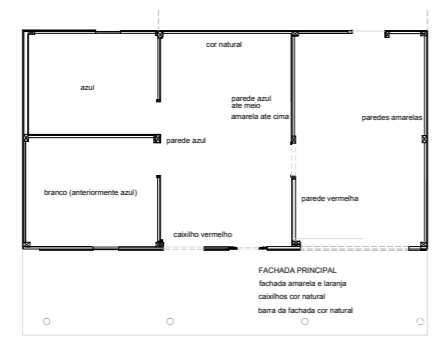 cor natural
azul
parede azul
ate meio
amarela ate cima
paredes amarelas
parede azul
branco (anteriormente azul)
parede vermelha
caixilho vermelho
FACHADA PRINCIPAL
fachada amarela e laranja
caixilhos cor natural
barra da fachada cor natural